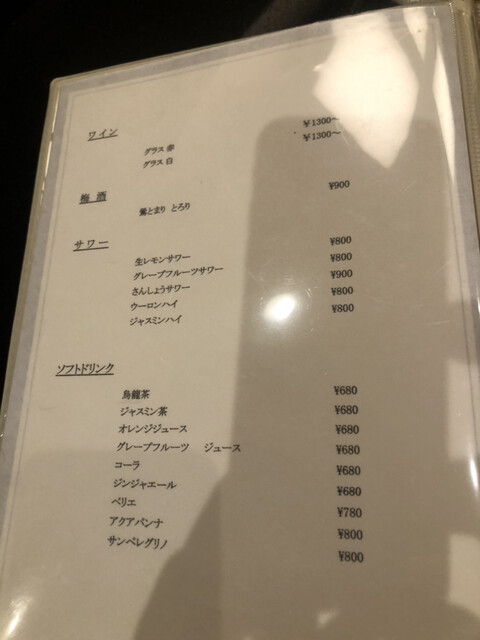 ワイン
グラス 赤 ¥1300～
グラス 白 ¥1300～
梅 酒
鶯とまり とろり ¥900
サワー
生レモンサワー ¥800
グレープフルーツサワー ¥800
さんしょうサワー ¥900
ウーロンハイ ¥800
ジャスミンハイ ¥800
ソフトドリンク
烏龍茶 ¥680
ジャスミン茶 ¥680
オレンジジュース ¥680
グレープフルーツ ジュース ¥680
コーラ ¥680
ジンジャエール ¥680
ペリエ ¥780
アクアパンナ ¥800
サンペレグリノ ¥800